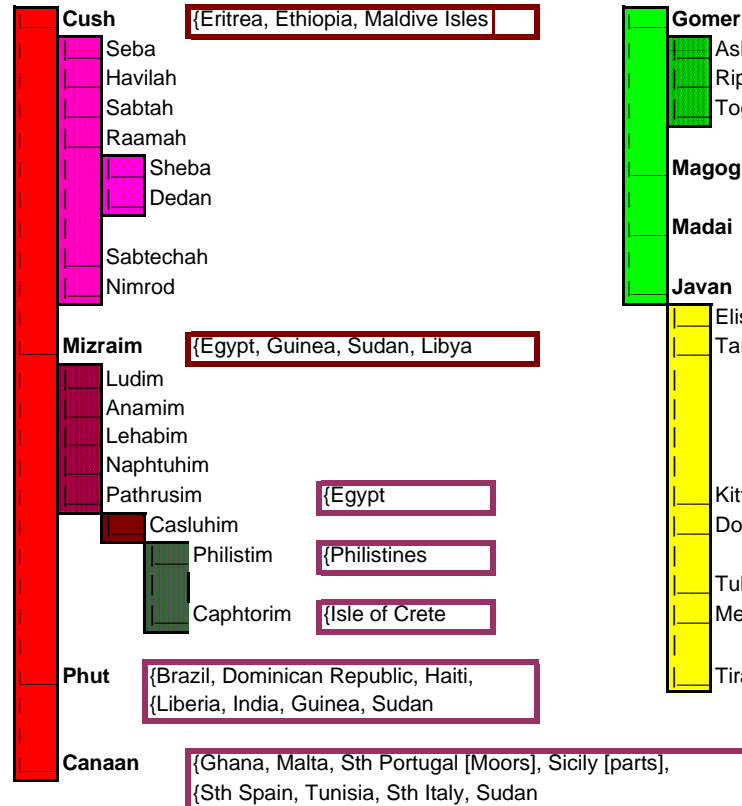 Cush {Eritrea, Ethiopia, Maldive Isles
Seba
Havilah
Sabtah
Raamah
Sheba
Dedan
Sabtechah
Nimrod
Mizraim {Egypt, Guinea, Sudan, Libya
Ludim
Anamim
Lehabim
Naphtuhim
Pathrusim {Egypt
Casluhim
Philistim {Philistines
Caphtorim {Isle of Crete
Phut {Brazil, Dominican Republic, Haiti,
{Liberia, India, Guinea, Sudan
Canaan {Ghana, Malta, Sth Portugal [Moors], Sicily [parts],
{Sth Spain, Tunisia, Sth Italy, Sudan
Gomer
Magog
Madai
Javan